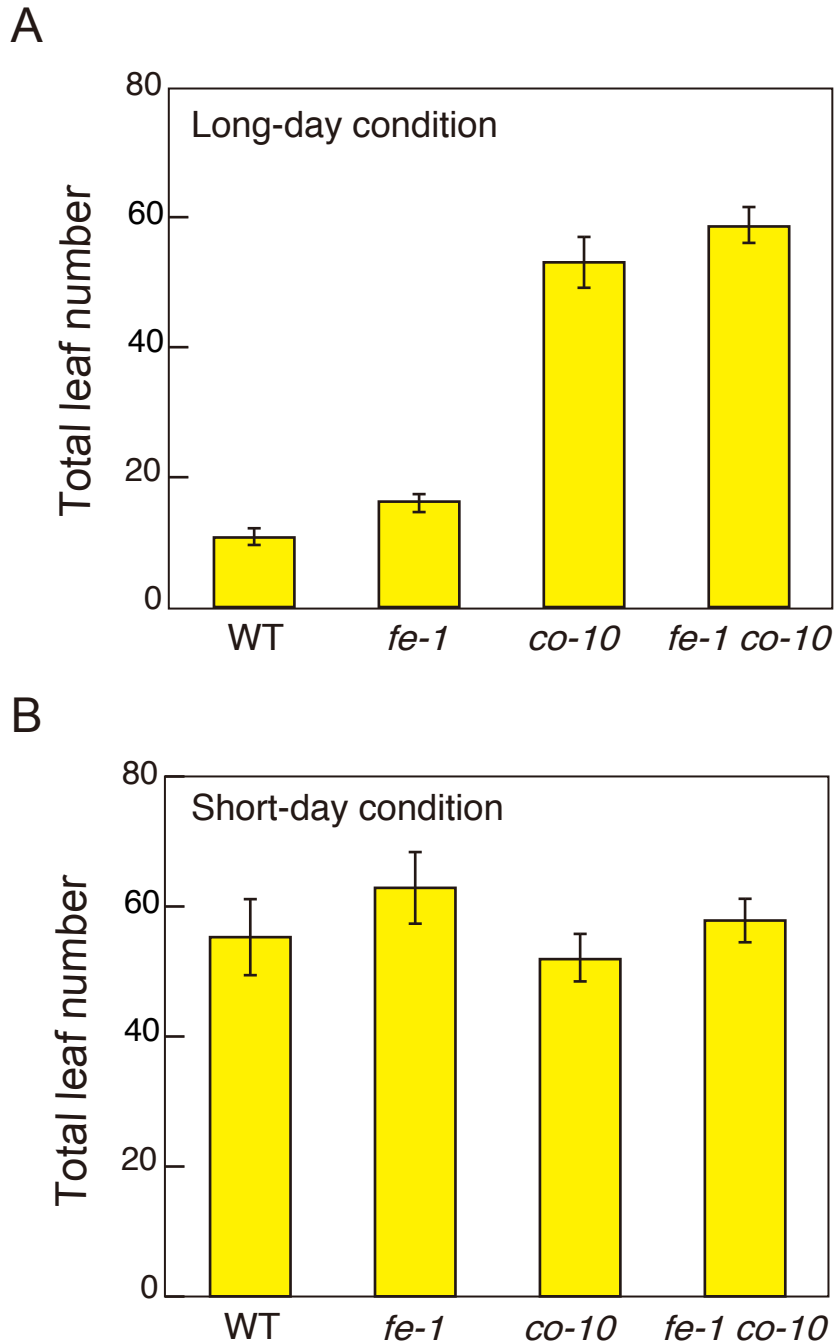 A
80
Long-day condition
60
40
20
0
Total leaf number
WT fe-1 co-10 fe-1 co-10
B
80
Short-day condition
60
40
20
0
Total leaf number
WT fe-1 co-10 fe-1 co-10